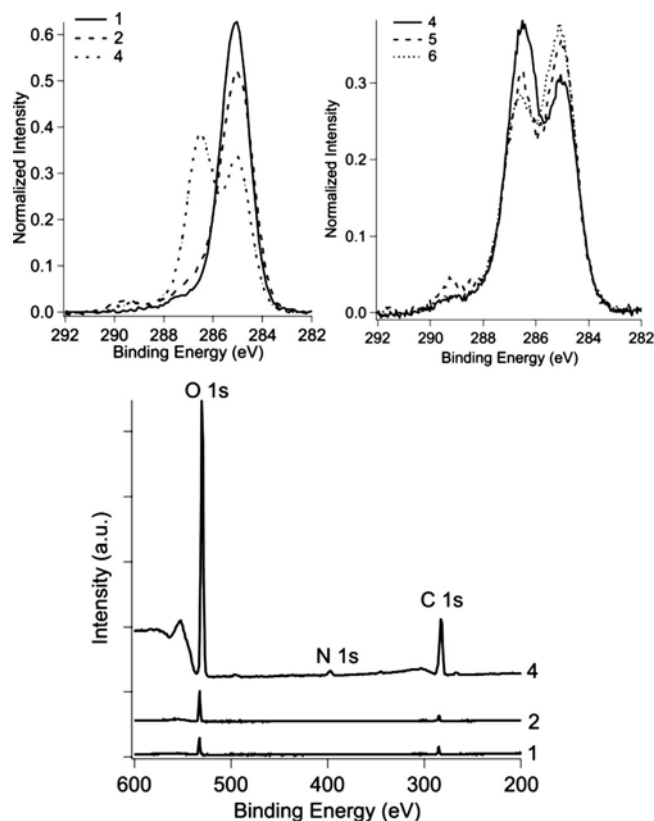 1
2
4
Normalized Intensity
0.6
0.5
0.4
0.3
0.2
0.1
0.0
292 290 288 286 284 282
Binding Energy (eV)
4
5
6
Normalized Intensity
0.3
0.2
0.1
0.0
292 290 288 286 284 282
Binding Energy (eV)
O 1s
C 1s
N 1s
4
2
1
Intensity (a.u.)
600 500 400 300 200
Binding Energy (eV)